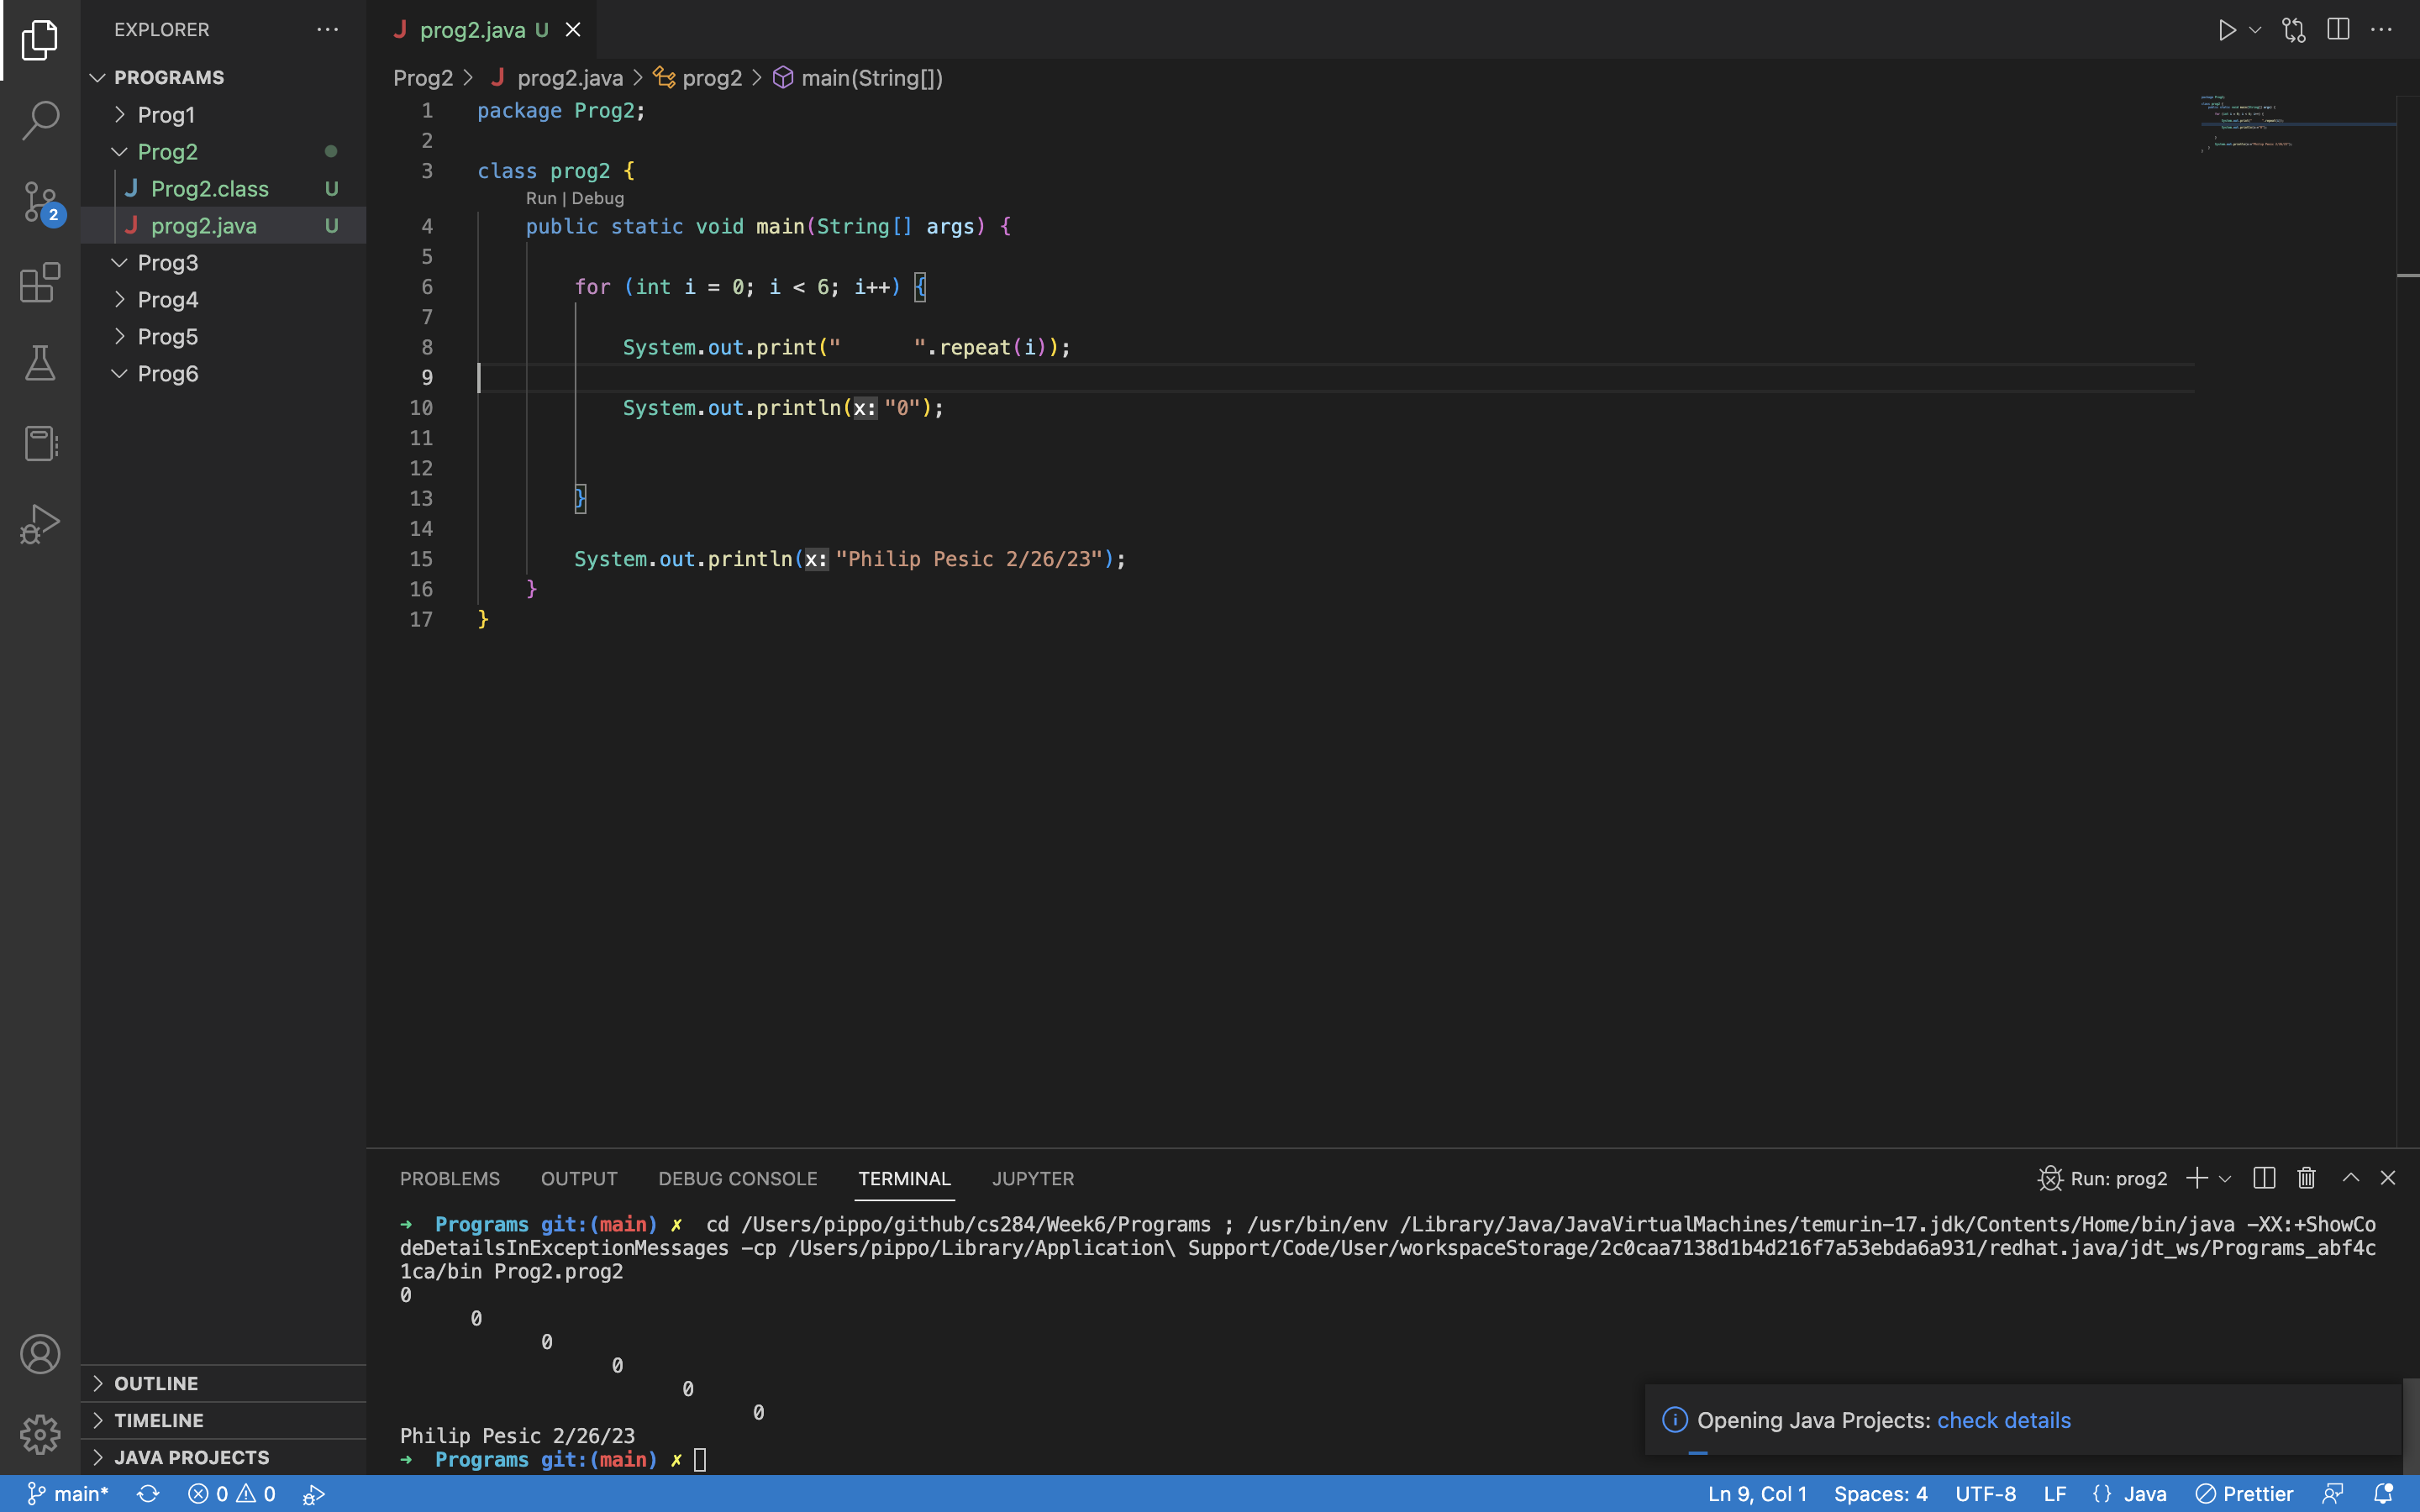 EXPLORER
PROGRAMS
Prog1
Prog2
Prog2.class U
prog2.java U
Prog3
Prog4
Prog5
Prog6
OUTLINE
TIMELINE
JAVA PROJECTS
2
prog2.java U
Prog2 > prog2.java > prog2 > main(String[])
1 package Prog2;
2
3 class prog2 {
Run | Debug
4 public static void main(String[] args) {
5
6 for (int i = 0; i < 6; i++) {
7
8 System.out.print("      ".repeat(i));
9
10 System.out.println(x: "0");
11
12
13 }
14
15 System.out.println(x: "Philip Pesic 2/26/23");
16 }
17 }
PROBLEMS OUTPUT DEBUG CONSOLE TERMINAL JUPYTER
Run: prog2
→ Programs git:(main) ✗ cd /Users/pippo/github/cs284/Week6/Programs ; /usr/bin/env /Library/Java/JavaVirtualMachines/temurin-17.jdk/Contents/Home/bin/java -XX:+ShowCo
deDetailsInExceptionMessages -cp /Users/pippo/Library/Application\ Support/Code/User/workspaceStorage/2c0caa7138d1b4d216f7a53ebda6a931/redhat.java/jdt_ws/Programs_abf4c
1ca/bin Prog2.prog2
0
0
0
0
0
0
Philip Pesic 2/26/23
→ Programs git:(main) ✗
Opening Java Projects: check details
main* 0 0
Ln 9, Col 1 Spaces: 4 UTF-8 LF {} Java Prettier